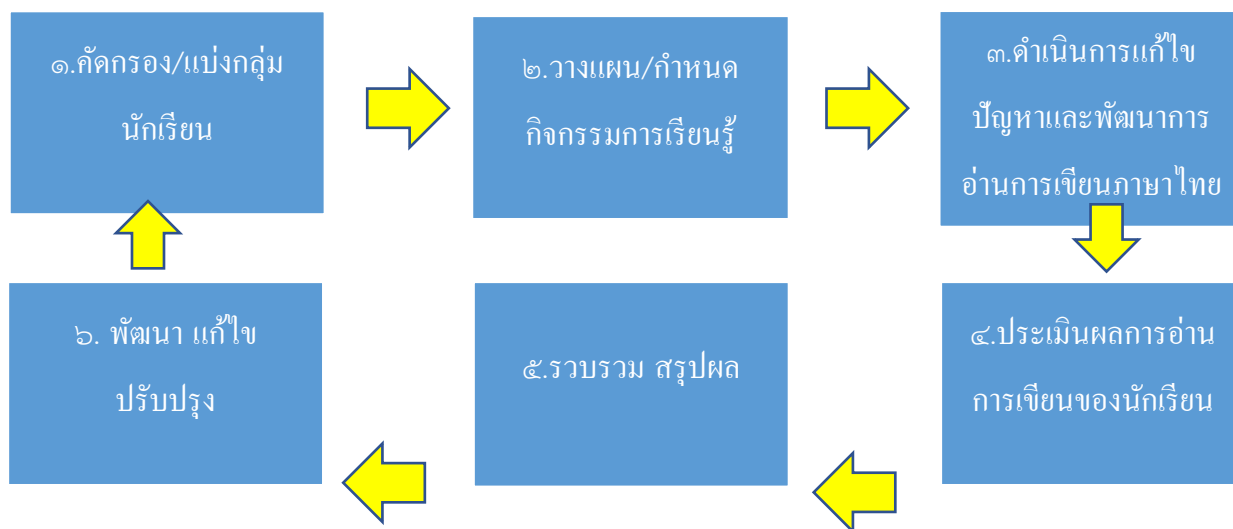 ๑.คัดกรอง/แบ่งกลุ่ม
นักเรียน
๒.วางแผน/กำหนด
กิจกรรมการเรียนรู้
๓.ดำเนินการแก้ไข
ปัญหาและพัฒนาการ
อ่านการเขียนภาษาไทย
๔.ประเมินผลการอ่าน
การเขียนของนักเรียน
๕.รวบรวม สรุปผล
๖. พัฒนา แก้ไข
ปรับปรุง